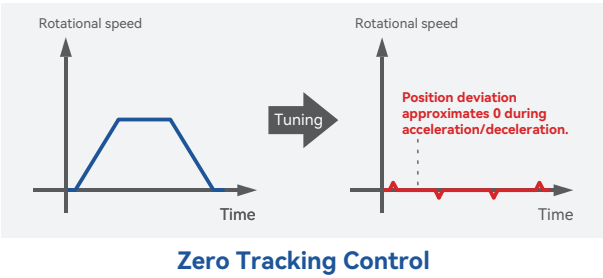 Rotational speed
Time
Tuning
Rotational speed
Position deviation
approximates 0 during
acceleration/deceleration.
Time
Zero Tracking Control